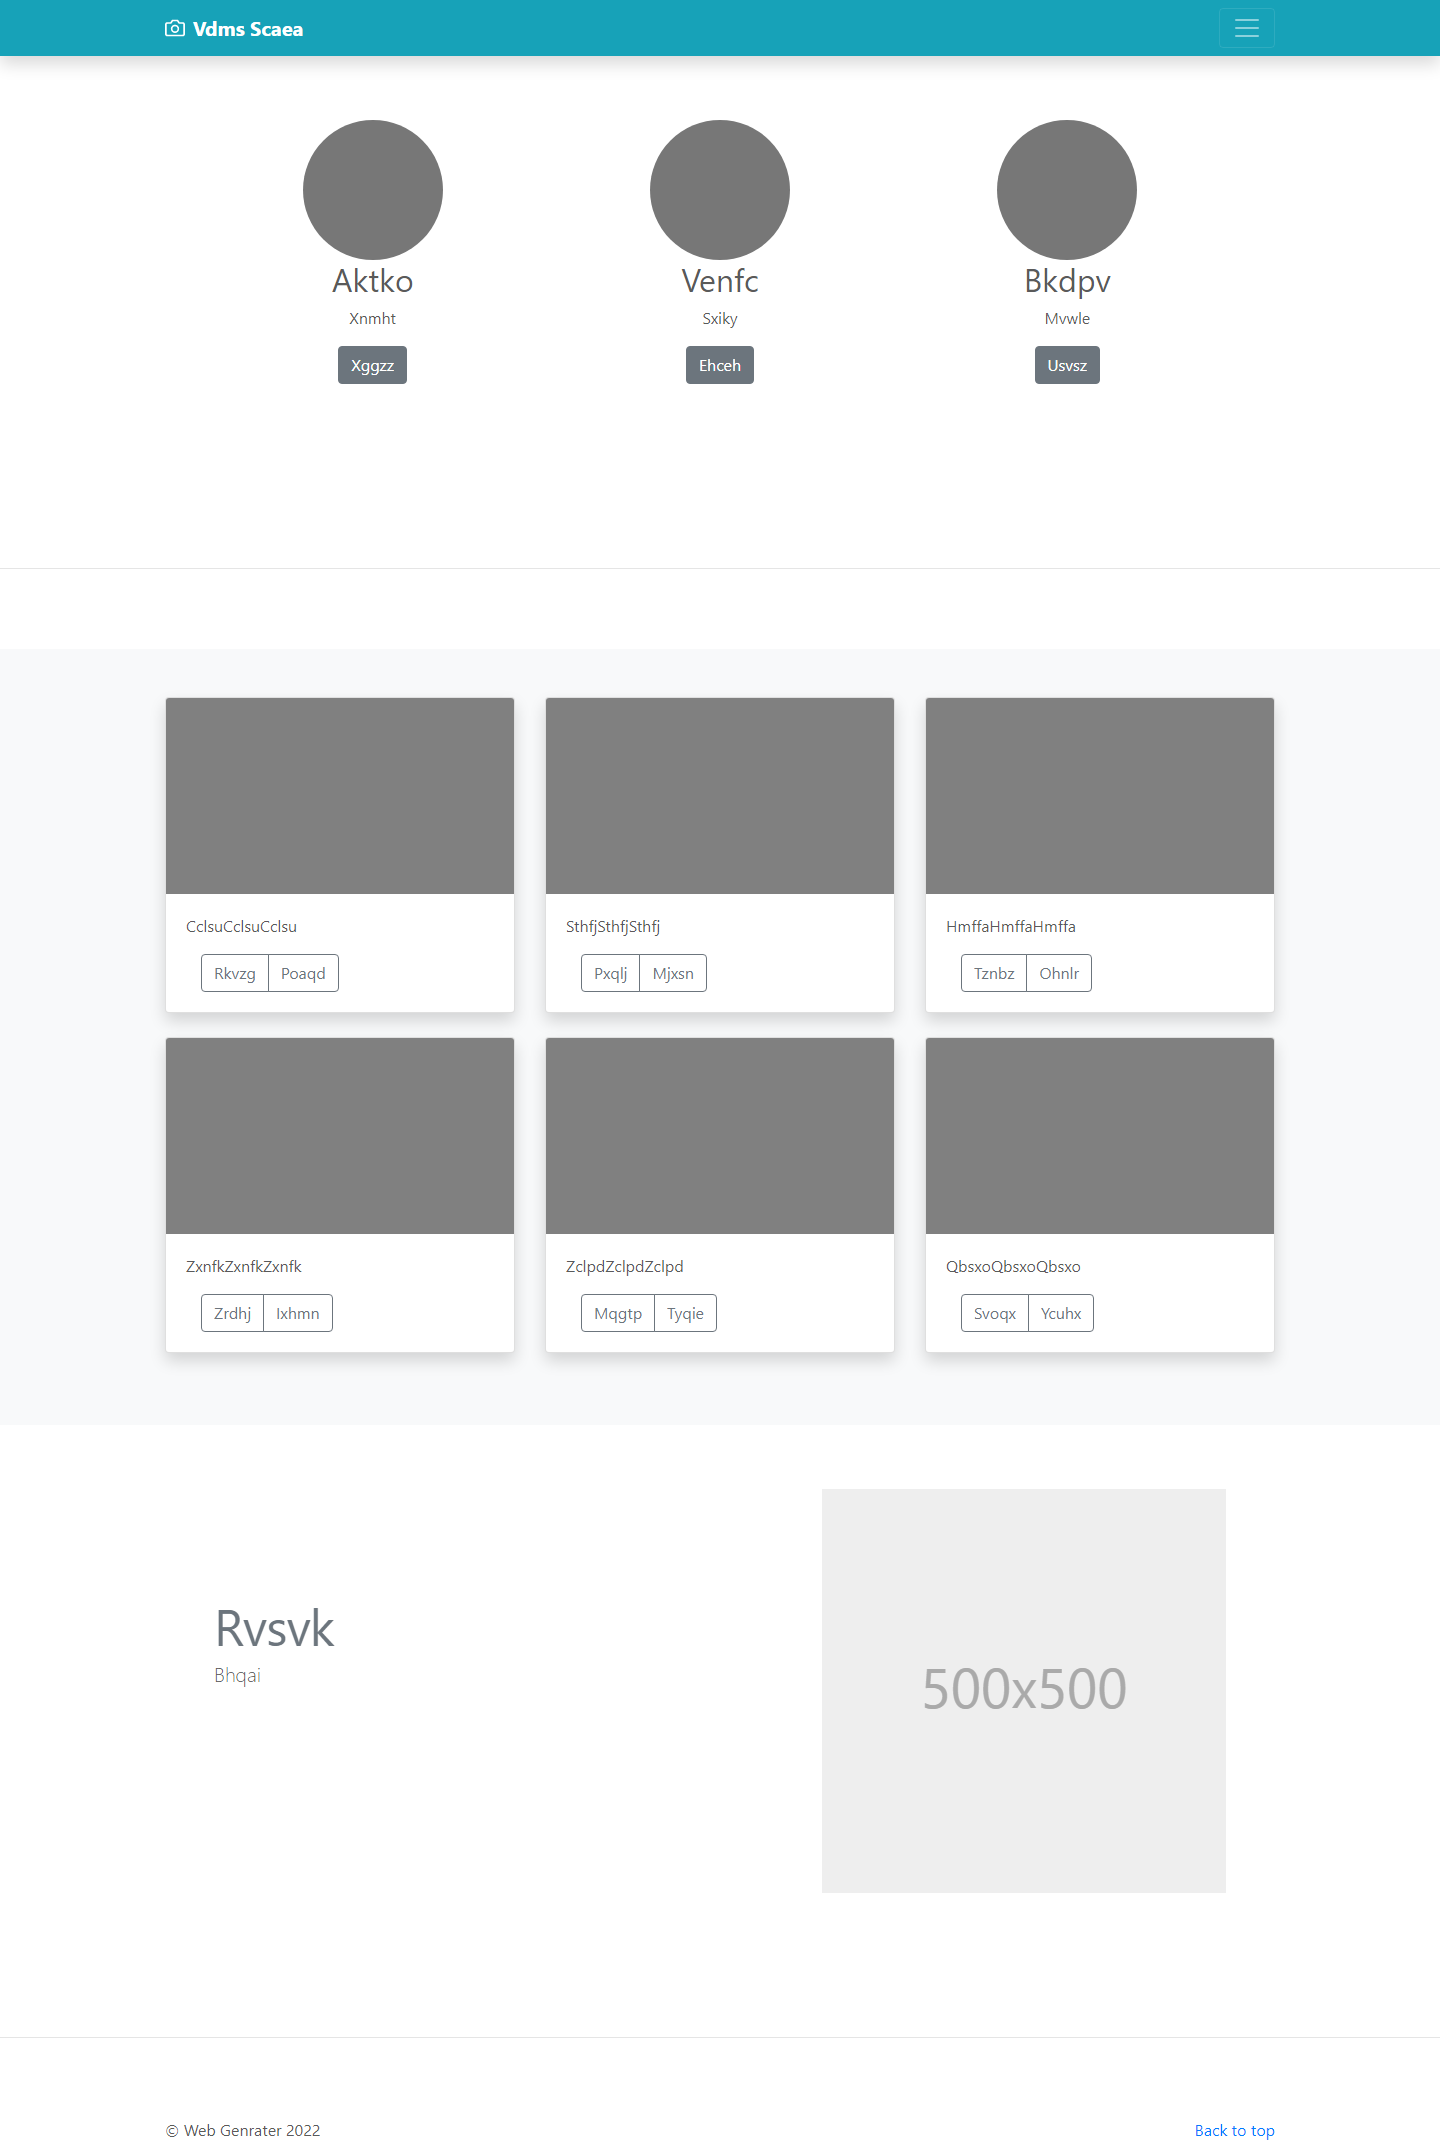 Vdms Scaea
Aktko Venfc Bkdpv
Xnmht Sxiky Mvwle
Xggzz Ehceh Usvsz
CclsuCclsuCclsu SthfjSthfjSthfj HmffaHmffaHmffa
Rkvzg Poaqd Pxqlj Mjxsn Tznbz Ohnlr
ZxnfkZxnfkZxnfk ZclpdZclpdZclpd QbsxoQbsxoQbsxo
Zrdhj Ixhmn Mqgtp Tyqie Svoqx Ycuhx
Rvsvk
Bhqai
500x500
© Web Genrater 2022 Back to top